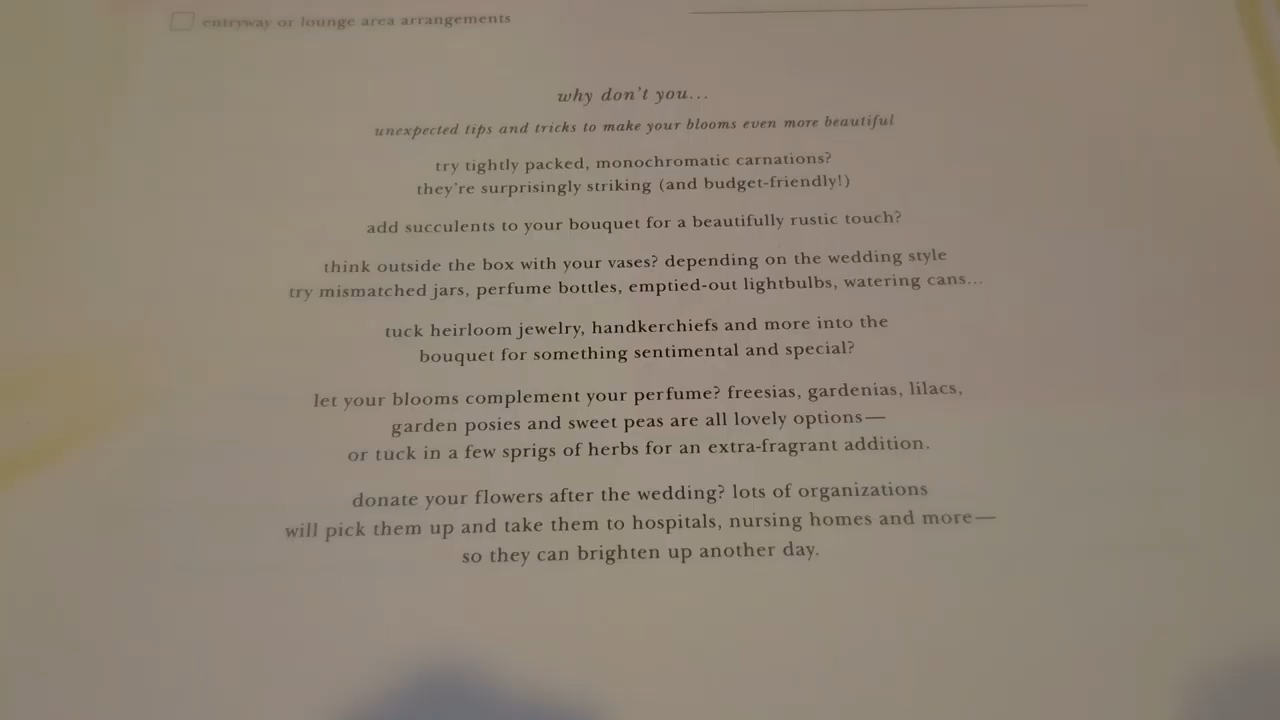 entryway or lounge area arrangements
why don't you...
unexpected tips and tricks to make your blooms even more beautiful
try tightly packed, monochromatic carnations?
they're surprisingly striking (and budget-friendly!)
add succulents to your bouquet for a beautifully rustic touch?
think outside the box with your vases? depending on the wedding style
try mismatched jars, perfume bottles, emptied-out lightbulbs, watering cans...
tuck heirloom jewelry, handkerchiefs and more into the
bouquet for something sentimental and special?
let your blooms complement your perfume? freesias, gardenias, lilacs,
garden posies and sweet peas are all lovely options—
or tuck in a few sprigs of herbs for an extra-fragrant addition.
donate your flowers after the wedding? lots of organizations
will pick them up and take them to hospitals, nursing homes and more—
so they can brighten up another day.